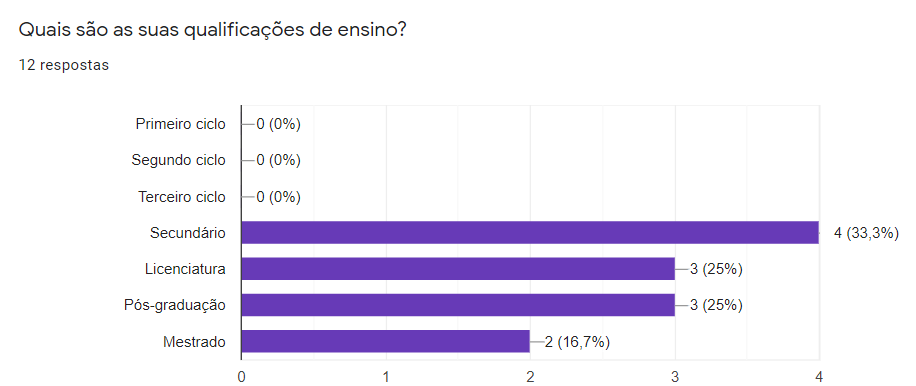 Quais são as suas qualificações de ensino?
12 respostas
Primeiro ciclo 0 (0%)
Segundo ciclo 0 (0%)
Terceiro ciclo 0 (0%)
Secundário 4 (33,3%)
Licenciatura 3 (25%)
Pós-graduação 3 (25%)
Mestrado 2 (16,7%)
0 1 2 3 4